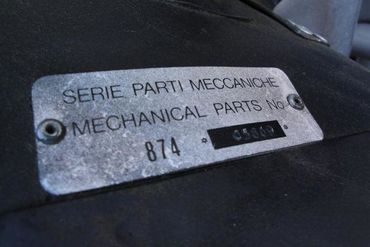 SERIE PARTI MECCANICHE
MECHANICAL PARTS No
874